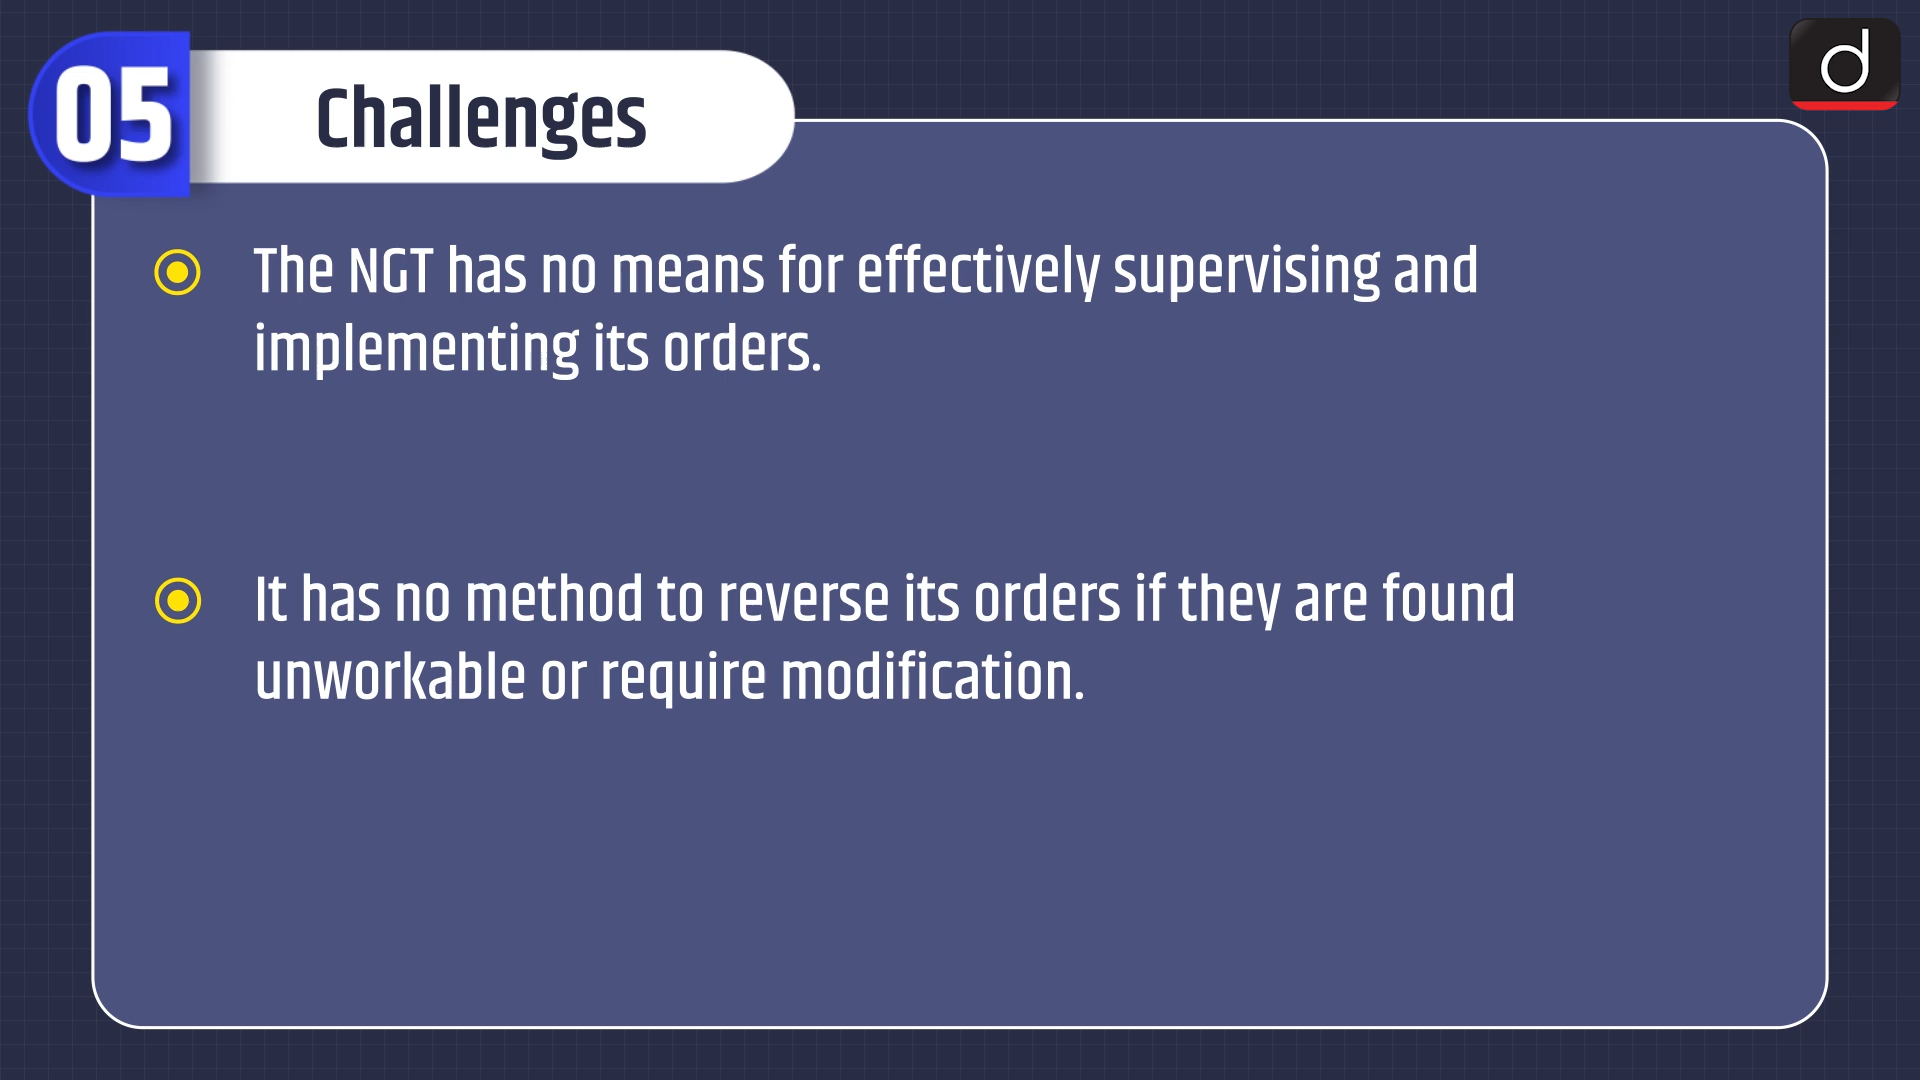 05
Challenges
d
The NGT has no means for effectively supervising and
implementing its orders.
It has no method to reverse its orders if they are found
unworkable or require modification.